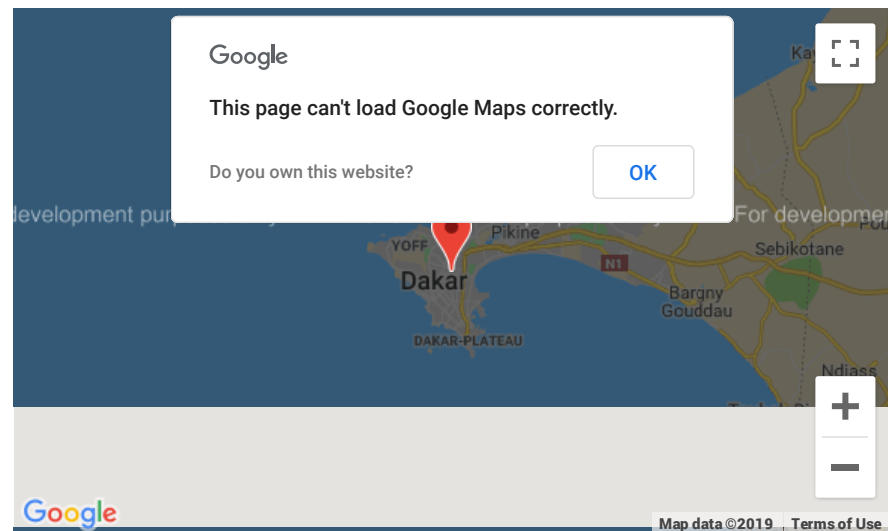 Google
This page can't load Google Maps correctly.
Do you own this website?
OK
Ka
development pur
For developmen
Pikine
YOFF
Sebikotane
N1
Dakar
Bargny
Gouddau
DAKAR-PLATEAU
Ndiass
Google
Map data ©2019
Terms of Use